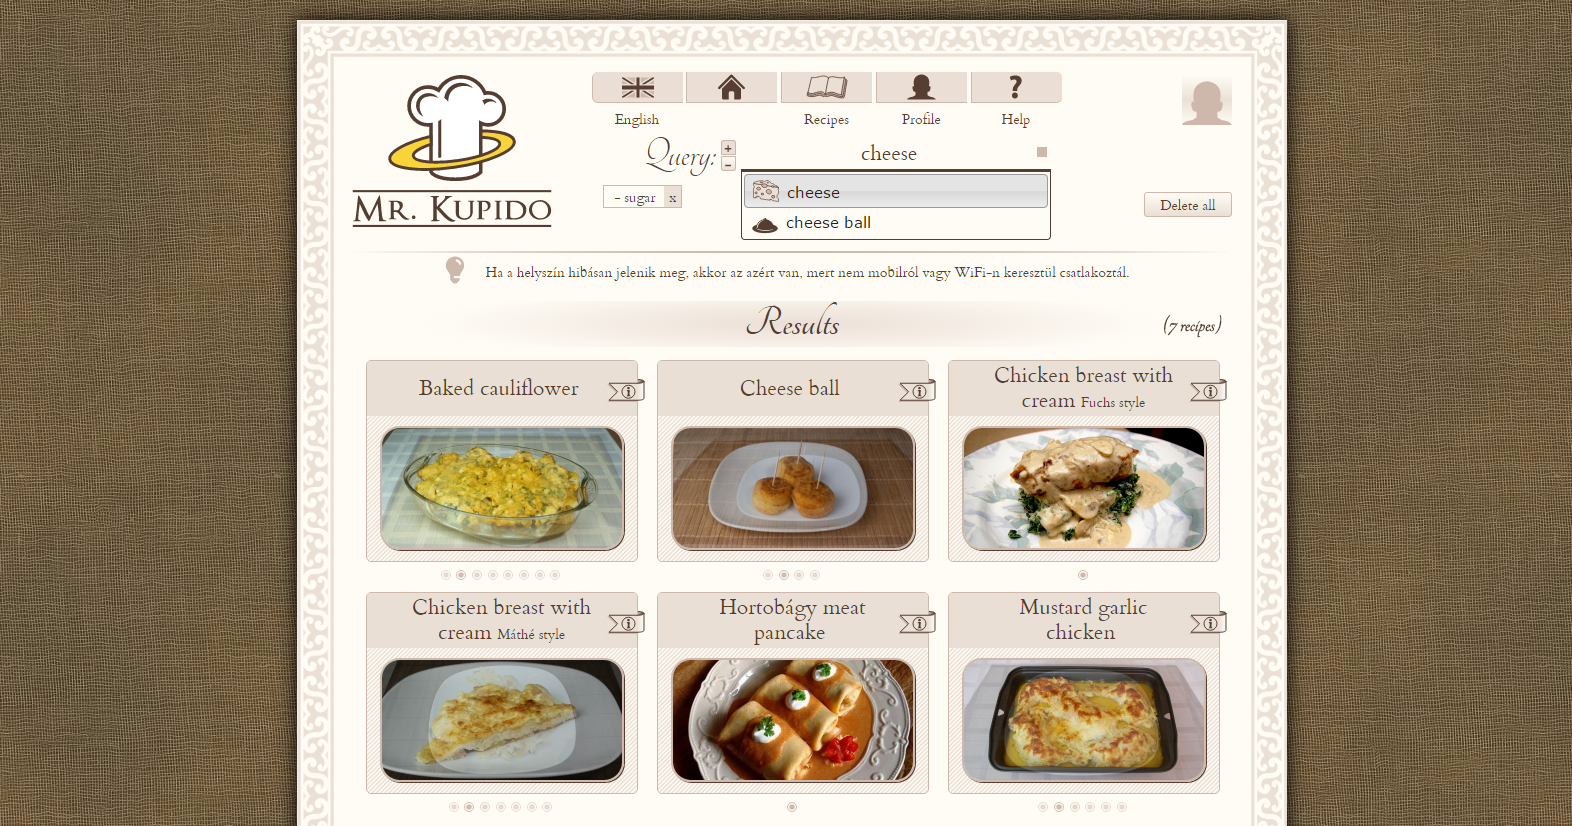 English
Recipes
Profile
Help
Query:
+
-
cheese
- sugar x
cheese
cheese ball
MR. KUPIDO
Delete all
Ha a helyszín hibásan jelenik meg, akkor az azért van, mert nem mobilról vagy WiFi-n keresztül csatlakoztál.
Results
(7 recipes)
Baked cauliflower
Cheese ball
Chicken breast with
cream Fuchs style
Chicken breast with
cream Máthé style
Hortobágy meat
pancake
Mustard garlic
chicken